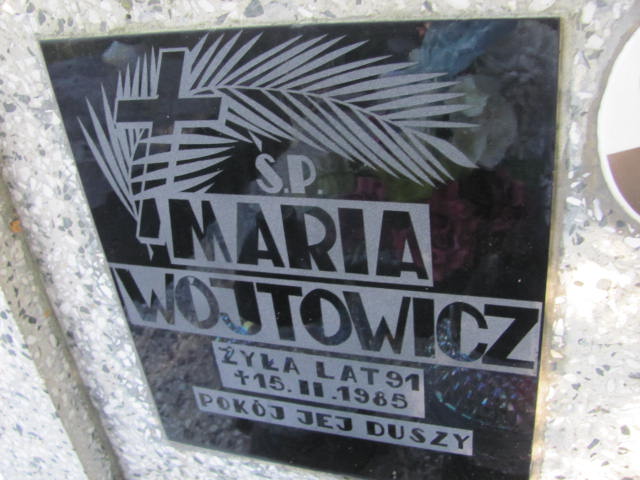 Ś.P.
MARIA
WOJTOWICZ
ŻYŁA LAT 91
†15.II.1985
POKÓJ JEJ DUSZY